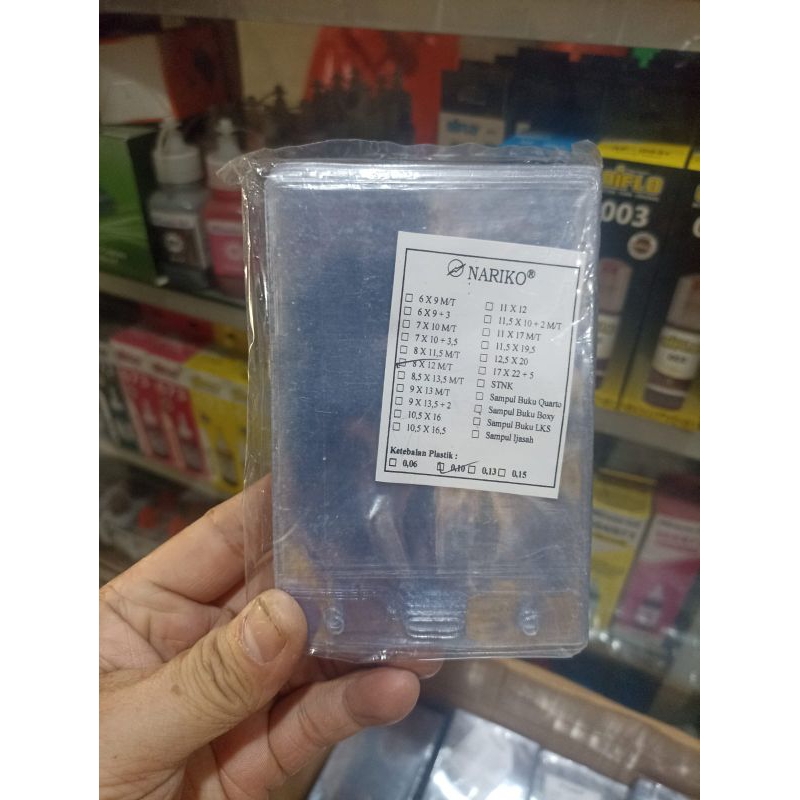 NARIKO®
☐ 6 X 9 M/T
☐ 6 X 9 + 3
☐ 7 X 10 M/T
☐ 7 X 10 + 3,5
☐ 8 X 11,5 M/T
☐ 8 X 12 M/T
☐ 8,5 X 13,5 M/T
☐ 9 X 13 M/T
☐ 9 X 13,5 + 2
☐ 10,5 X 16
☐ 10,5 X 16,5
☐ 11 X 12
☐ 11,5 X 10 + 2 M/T
☐ 11 X 17 M/T
☐ 11,5 X 19,5
☐ 12,5 X 20
☐ 17 X 22 + 5
☐ STNK
☐ Sampul Buku Quarto
☐ Sampul Buku Boxy
☐ Sampul Buku LKS
☐ Sampul Ijasah
Ketebalan Plastik :
☐ 0,06 ☐ 0,10 ☐ 0,13 ☐ 0,15
003